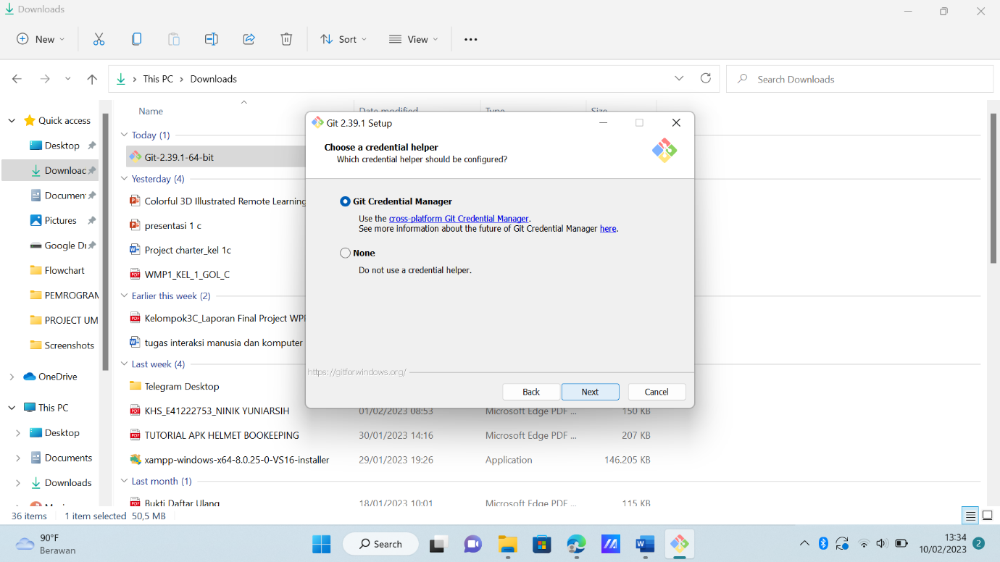 Downloads
New
Sort
View
This PC
Downloads
Search Downloads
Quick access
Desktop
Downloac
Documen
Pictures
Google Di
Flowchart
PEMROGRAM
PROJECT UM
Screenshots
OneDrive
This PC
Desktop
Documents
Downloads
Name
Date modified
Type
Size
Today (1)
Git-2.39.1-64-bit
Yesterday (4)
Colorful 3D Illustrated Remote Learning
presentasi 1 c
Project charter_kel 1c
WMP1_KEL_1_GOL_C
Earlier this week (2)
Kelompok3C_Laporan Final Project WPI
tugas interaksi manusia dan komputer
Last week (4)
Telegram Desktop
KHS_E41222753_NINIK YUNIARSIH 01/02/2023 08:53 Microsoft Edge PDF ... 150 KB
TUTORIAL APK HELMET BOOKEEPING 30/01/2023 14:16 Microsoft Edge PDF ... 207 KB
xampp-windows-x64-8.0.25-0-VS16-installer 29/01/2023 19:26 Application 146.205 KB
Last month (1)
Bukti Daftar Ulang 18/01/2023 10:01 Microsoft Edge PDF ... 115 KB
Git 2.39.1 Setup
Choose a credential helper
Which credential helper should be configured?
Git Credential Manager
Use the cross-platform Git Credential Manager.
See more information about the future of Git Credential Manager here.
None
Do not use a credential helper.
https://gitforwindows.org/
Back
Next
Cancel
36 items
1 item selected 50,5 MB
90°F
Berawan
Search
13:34
10/02/2023
2